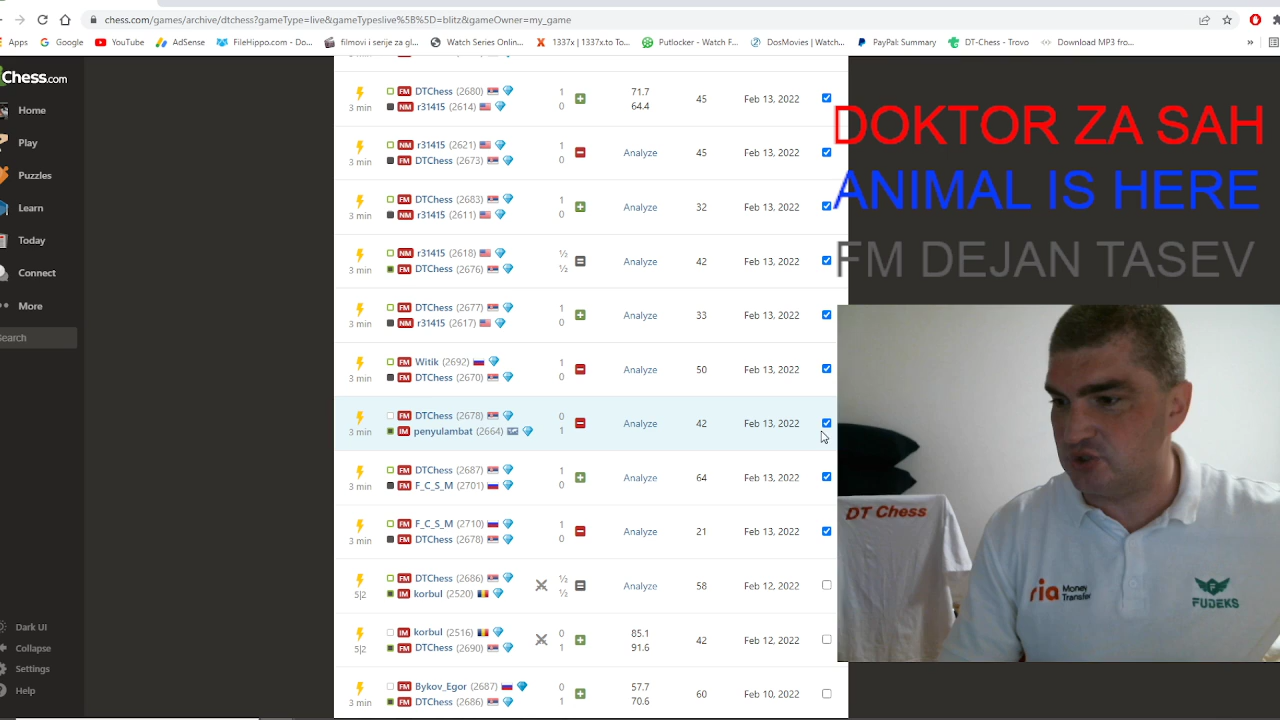 chess.com/games/archive/dtchess?gameType=live&gameTypeslive%5B%5D=blitz&gameOwner=my_game
Apps Google YouTube AdSense FileHippo.com - Do... filmovi i serije za gl... Watch Series Onlin... 1337x | 1337x.to To... Putlocker - Watch F... DosMovies | Watch... PayPal: Summary DT-Chess - Trovo Download MP3 fro... »
Chess.com
Home
Play
Puzzles
Learn
Today
Connect
More
Search
Dark UI
Collapse
Settings
Help
3 min
3 min FM DTChess (2680) 1 71.7 45 Feb 13, 2022
NM r31415 (2614) 0 64.4
3 min NM r31415 (2621) 1 Analyze 45 Feb 13, 2022
FM DTChess (2673) 0
3 min FM DTChess (2683) 1 Analyze 32 Feb 13, 2022
NM r31415 (2611) 0
3 min NM r31415 (2618) ½ Analyze 42 Feb 13, 2022
FM DTChess (2676) ½
3 min FM DTChess (2677) 1 Analyze 33 Feb 13, 2022
NM r31415 (2617) 0
3 min FM Witik (2692) 1 Analyze 50 Feb 13, 2022
FM DTChess (2670) 0
3 min FM DTChess (2678) 0 Analyze 42 Feb 13, 2022
IM penyulambat (2664) 1
3 min FM DTChess (2687) 1 Analyze 64 Feb 13, 2022
FM F_C_S_M (2701) 0
3 min FM F_C_S_M (2710) 1 Analyze 21 Feb 13, 2022
FM DTChess (2678) 0
5|2 FM DTChess (2686) ½ Analyze 58 Feb 12, 2022
IM korbul (2520) ½
5|2 IM korbul (2516) 0 85.1 42 Feb 12, 2022
FM DTChess (2690) 1 91.6
3 min FM Bykov_Egor (2687) 0 57.7 60 Feb 10, 2022
FM DTChess (2686) 1 70.6
DOKTOR ZA SAH
ANIMAL IS HERE
FM DEJAN TASEV
DT Chess
ria Money Transfer
FUDEKS